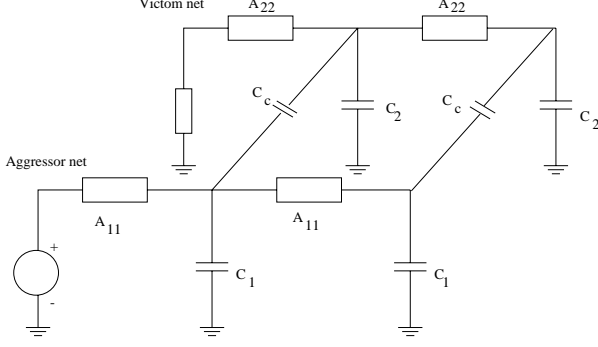 Victom net
A22
A22
Cc
C2
Cc
C2
Aggressor net
A11
A11
+
-
C1
C1